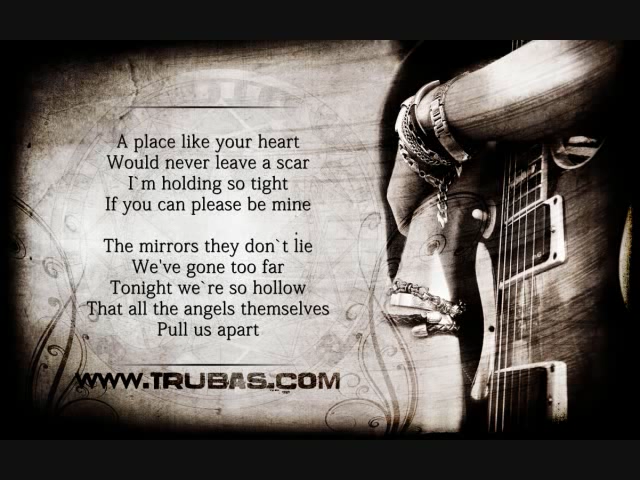 A place like your heart
Would never leave a scar
I`m holding so tight
If you can please be mine
The mirrors they don`t lie
We've gone too far
Tonight we`re so hollow
That all the angels themselves
Pull us apart
WWW.TRUBAS.COM